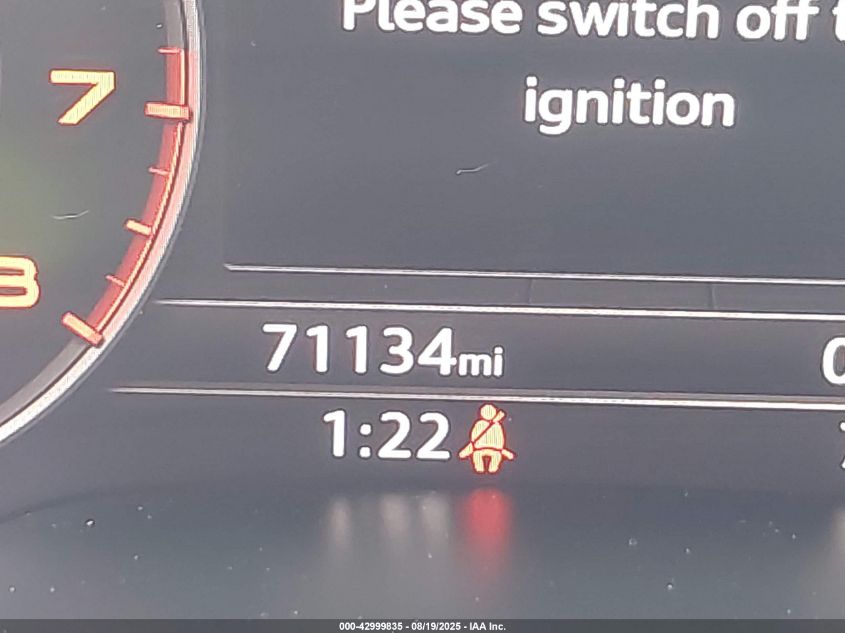 Please switch off
ignition
7
8
71134mi
1:22
000-42999835 - 08/19/2025 - IAA Inc.